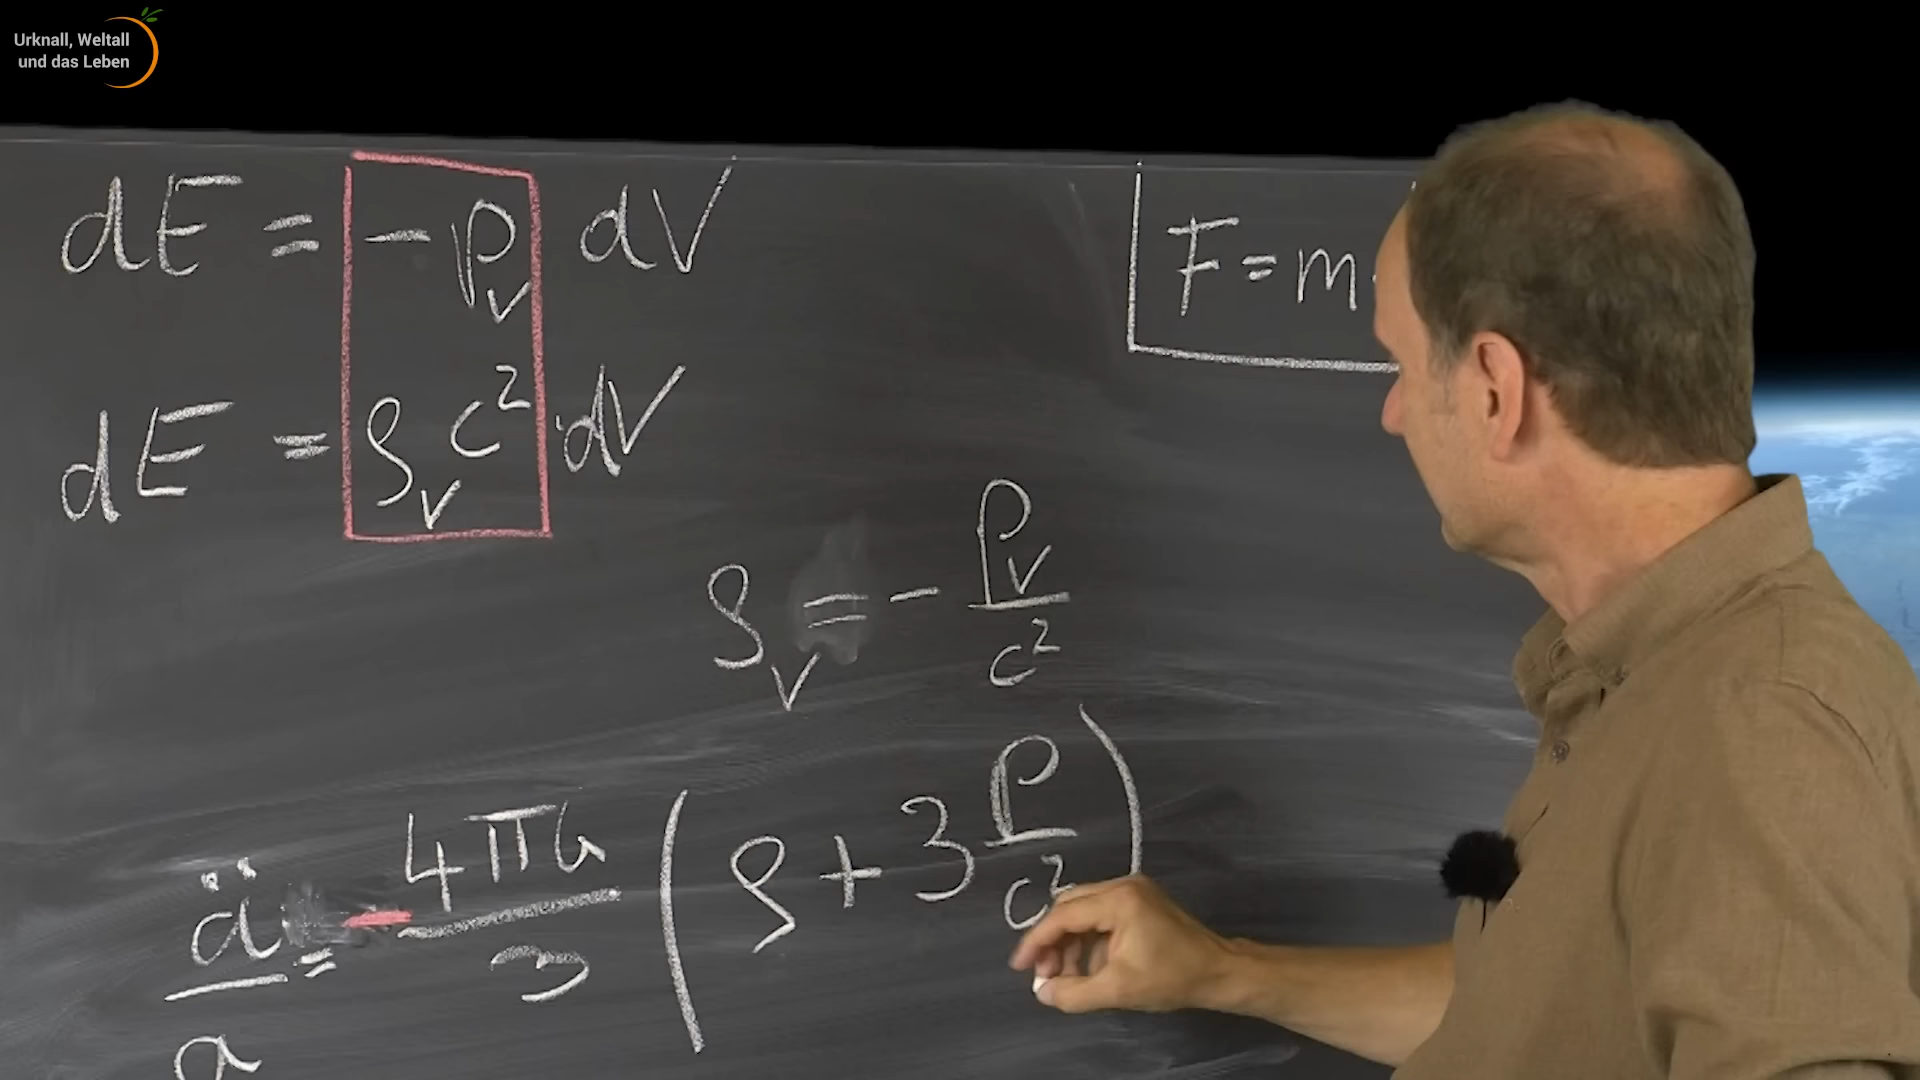 Urknall, Weltall
und das Leben
dE = -p_v dV
F = m
dE = ρ_v c² · dV
ρ_v = - p_v / c²
ä / a = - 4πG / 3 (ρ + 3 p / c²)